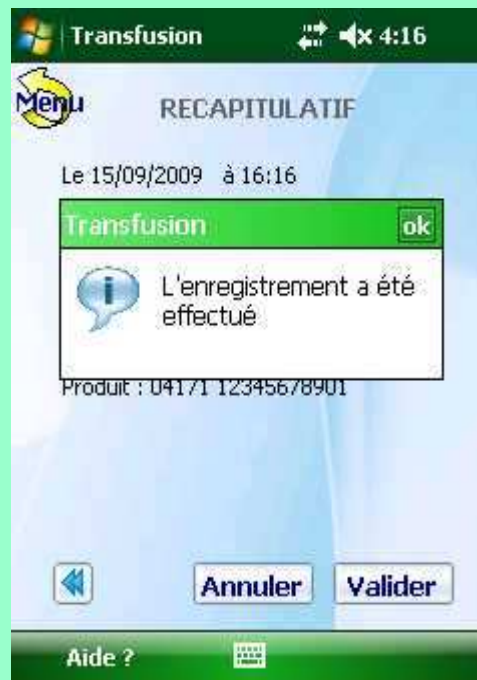 Transfusion 4:16
Menu
RECAPITULATIF
Le 15/09/2009 à 16:16
Transfusion ok
L'enregistrement a été
effectué
Produit : 04171 12345678901
Annuler Valider
Aide ?